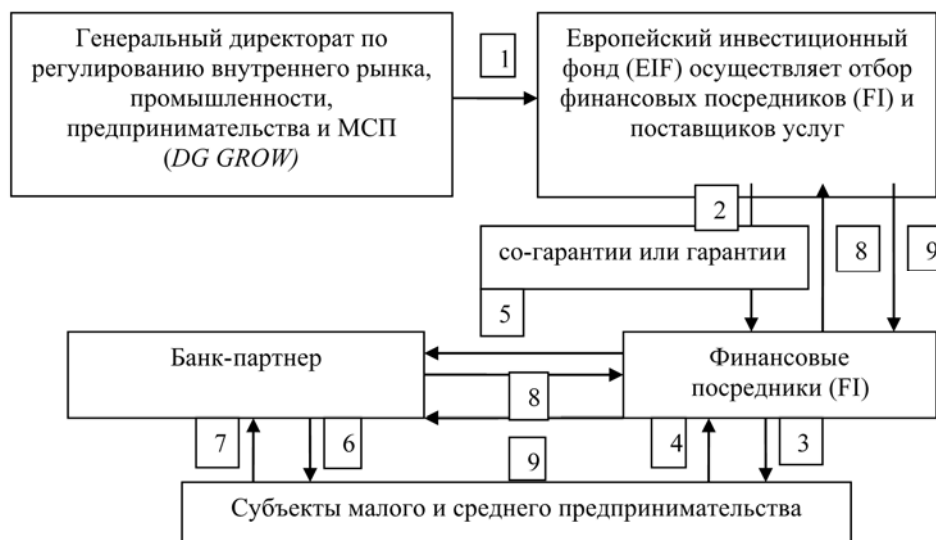 Генеральный директорат по
регулированию внутреннего рынка,
промышленности,
предпринимательства и МСП
(DG GROW)
1
Европейский инвестиционный
фонд (EIF) осуществляет отбор
финансовых посредников (FI) и
поставщиков услуг
2
со-гарантии или гарантии
8
9
5
Банк-партнер
Финансовые
посредники (FI)
8
7
6
9
4
3
Субъекты малого и среднего предпринимательства